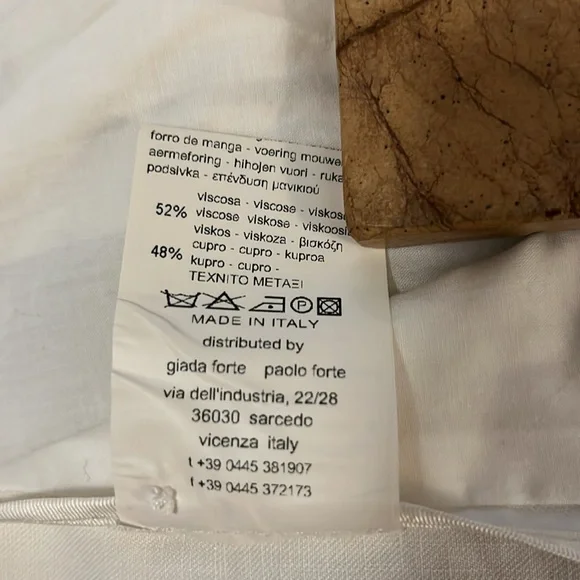 forro de manga - voering mouwe
aermeforing - hihojen vuori - ruka
podsivka - επένδυση μανικιού
viscosa - viscose - viskose
52% viscose viskose - viskoosi
viskos - viskoza - βισκόζη
48% cupro - cupro - kuproa
kupro - cupro -
ΤΕΧΝΙΤΟ ΜΕΤΑΞΙ
P
MADE IN ITALY
distributed by
giada forte paolo forte
via dell'industria, 22/28
36030 sarcedo
vicenza italy
t +39 0445 381907
f +39 0445 372173